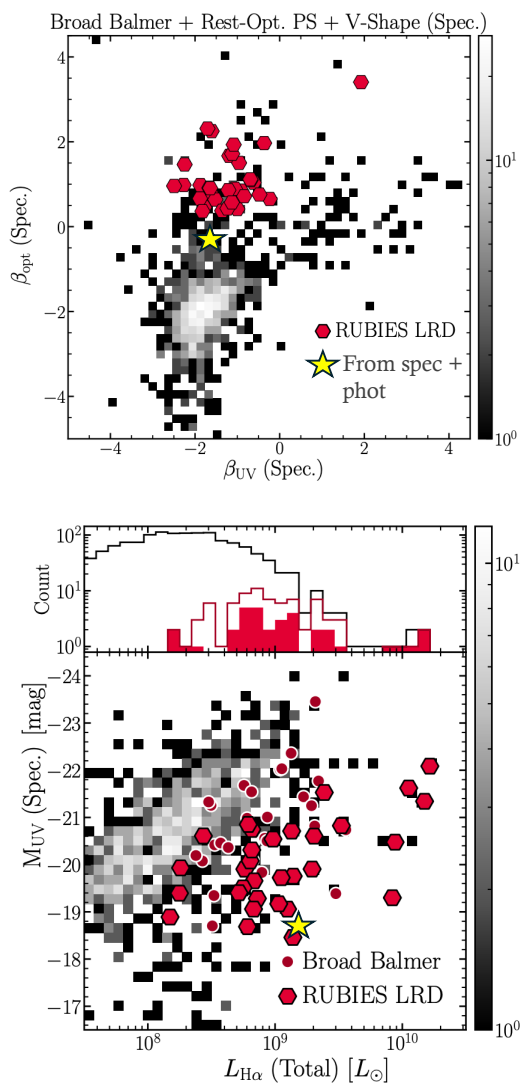 Broad Balmer + Rest-Opt. PS + V-Shape (Spec.)
4
2
0
−2
−4
β_opt (Spec.)
RUBIES LRD
From spec +
phot
−4 −2 0 2 4
β_UV (Spec.)
10^1
10^0
10^2
10^1
10^0
Count
−24
−23
−22
−21
−20
−19
−18
−17
M_UV (Spec.) [mag]
Broad Balmer
RUBIES LRD
10^8 10^9 10^10
L_Hα (Total) [L_⊙]
10^1
10^0